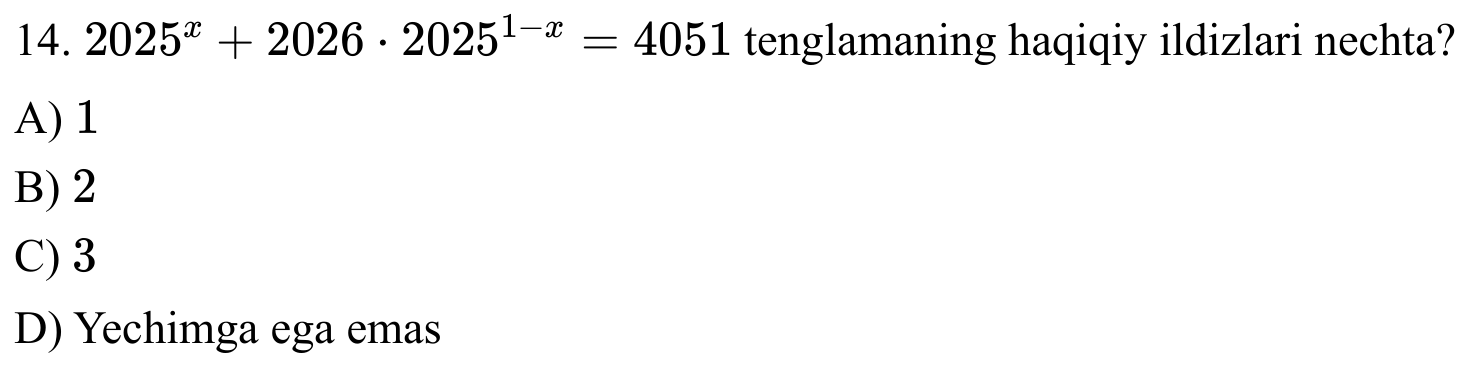 14. 2025^x + 2026 · 2025^{1−x} = 4051 tenglamaning haqiqiy ildizlari nechta?
A) 1
B) 2
C) 3
D) Yechimga ega emas